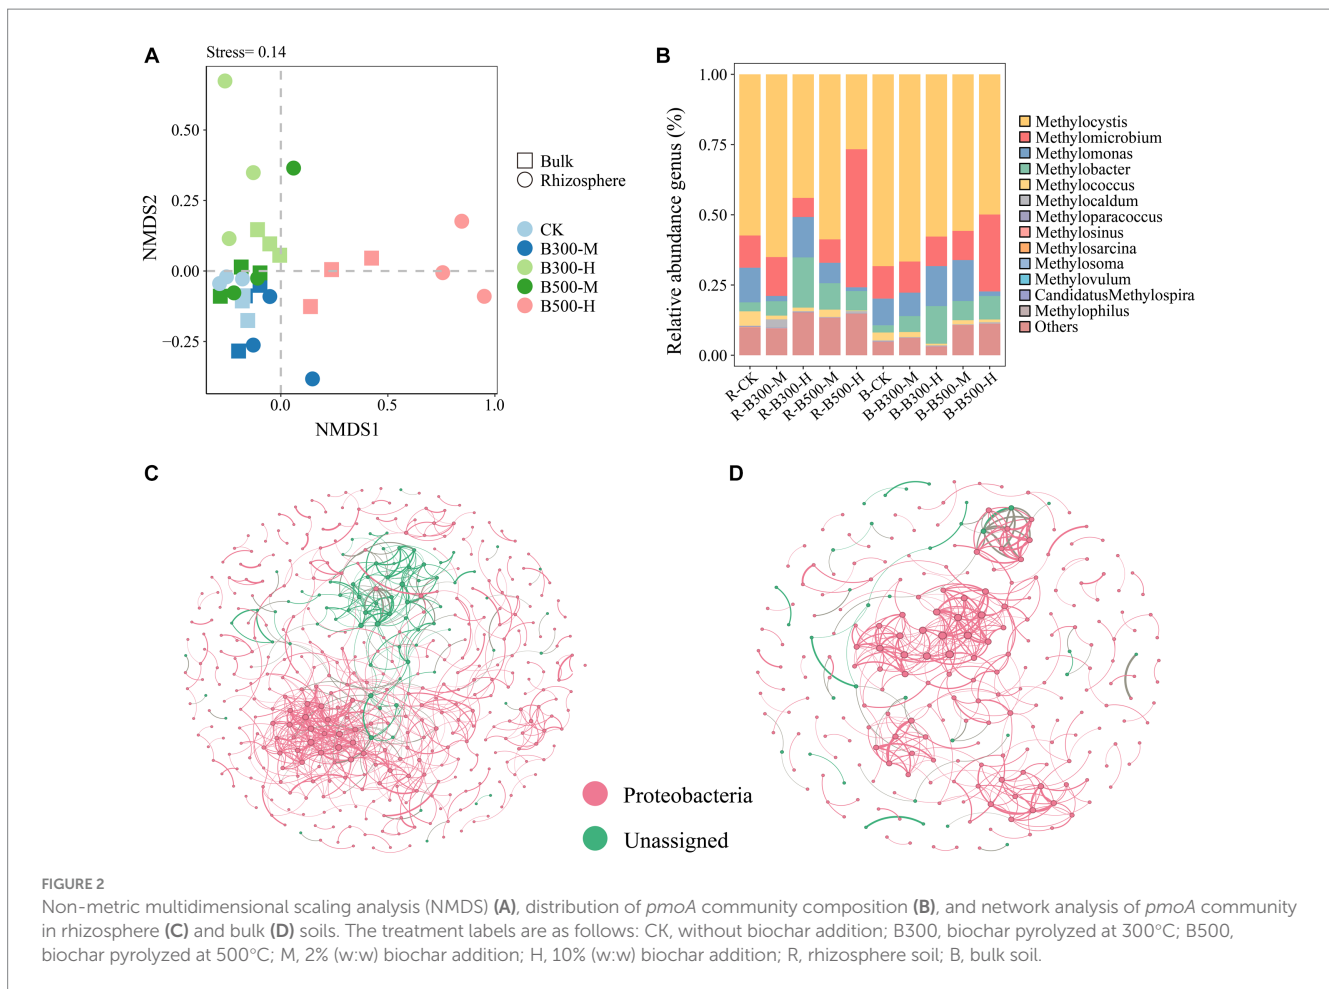 A
Stress= 0.14
0.50
0.25
0.00
−0.25
NMDS2
0.0
0.5
1.0
NMDS1
Bulk
Rhizosphere
CK
B300-M
B300-H
B500-M
B500-H
B
1.00
0.75
0.50
0.25
0.00
Relative abundance genus (%)
R-CK
R-B300-M
R-B300-H
R-B500-M
R-B500-H
B-CK
B-B300-M
B-B300-H
B-B500-M
B-B500-H
Methylocystis
Methylomicrobium
Methylomonas
Methylobacter
Methylococcus
Methylocaldum
Methyloparacoccus
Methylosinus
Methylosarcina
Methylosoma
Methylovulum
CandidatusMethylospira
Methylophilus
Others
C
D
Proteobacteria
Unassigned
FIGURE 2
Non-metric multidimensional scaling analysis (NMDS) (A), distribution of pmoA community composition (B), and network analysis of pmoA community
in rhizosphere (C) and bulk (D) soils. The treatment labels are as follows: CK, without biochar addition; B300, biochar pyrolyzed at 300°C; B500,
biochar pyrolyzed at 500°C; M, 2% (w:w) biochar addition; H, 10% (w:w) biochar addition; R, rhizosphere soil; B, bulk soil.